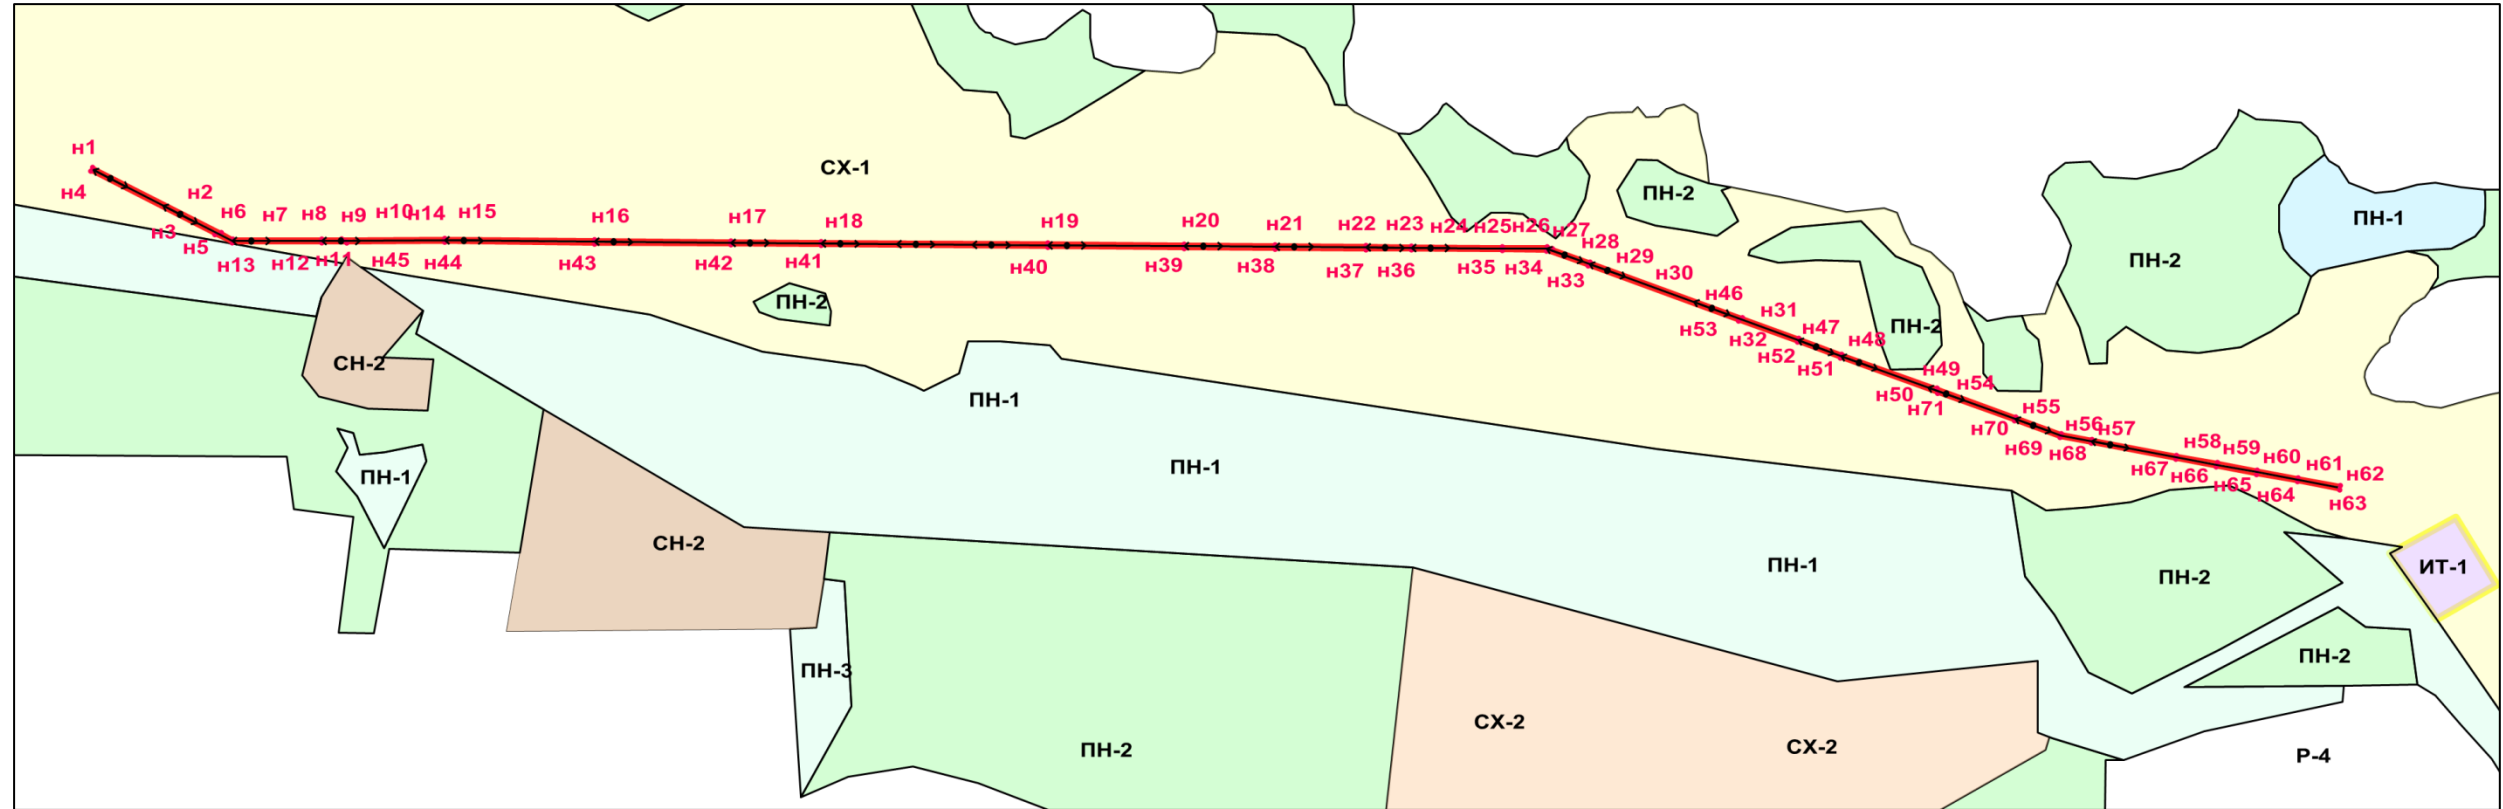 н1
н4
н2
н3
н5
н6
н7
н8
н9
н10
н14
н15
н13
н12
н11
н45
н44
н16
н43
н17
н42
н18
н41
СХ-1
н19
н40
н20
н39
н21
н38
н22
н37
н23
н36
н24
н25
н35
н26
н34
н27
н33
н28
н29
н30
н46
н53
н31
н32
н47
н52
н48
н51
н49
н50
н54
н71
н55
н70
н69
н56
н68
н57
н58
н67
н59
н66
н60
н65
н61
н64
н62
н63
ПН-2
ПН-1
ПН-2
ПН-2
ПН-2
СН-2
ПН-1
ПН-1
ПН-1
СН-2
ПН-1
ПН-2
ИТ-1
ПН-3
ПН-2
СХ-2
СХ-2
ПН-2
Р-4